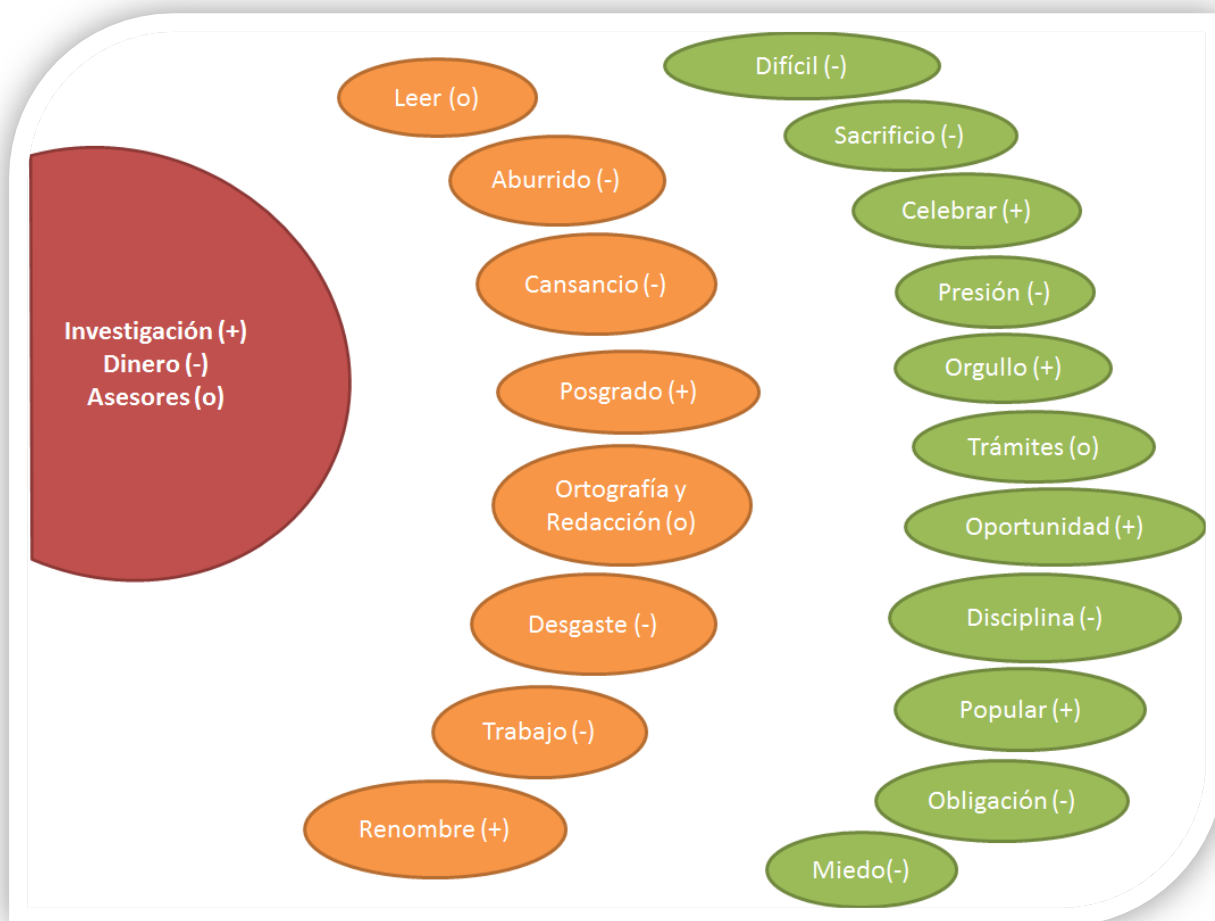 Investigación (+)
Dinero (-)
Asesores (o)
Leer (o)
Aburrido (-)
Cansancio (-)
Posgrado (+)
Ortografía y
Redacción (o)
Desgaste (-)
Trabajo (-)
Renombre (+)
Difícil (-)
Sacrificio (-)
Celebrar (+)
Presión (-)
Orgullo (+)
Trámites (o)
Oportunidad (+)
Disciplina (-)
Popular (+)
Obligación (-)
Miedo(-)